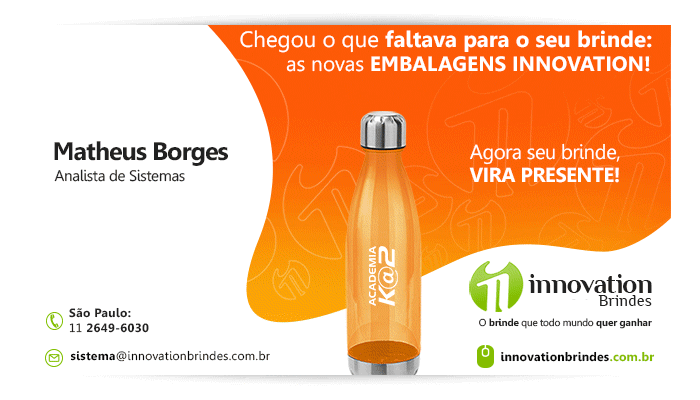 Chegou o que faltava para o seu brinde:
as novas EMBALAGENS INNOVATION!
Matheus Borges
Analista de Sistemas
Agora seu brinde,
VIRA PRESENTE!
ACADEMIA
K@2
innovation
Brindes
O brinde que todo mundo quer ganhar
São Paulo:
11 2649-6030
sistema@innovationbrindes.com.br
innovationbrindes.com.br